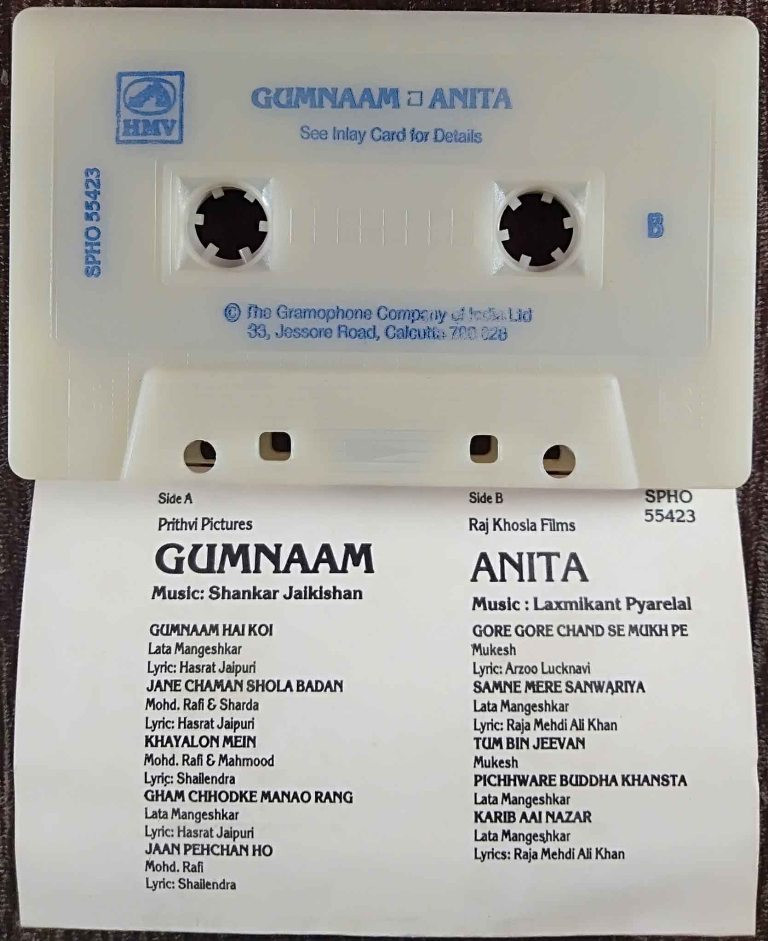 HMV
GUMNAAM □ ANITA
See Inlay Card for Details
SPHO 55423
B
© The Gramophone Company of India Ltd
33, Jessore Road, Calcutta 700 028
Side A
Prithvi Pictures
GUMNAAM
Music: Shankar Jaikishan
GUMNAAM HAI KOI
Lata Mangeshkar
Lyric: Hasrat Jaipuri
JANE CHAMAN SHOLA BADAN
Mohd. Rafi & Sharda
Lyric: Hasrat Jaipuri
KHAYALON MEIN
Mohd. Rafi & Mahmood
Lyric: Shailendra
GHAM CHHODKE MANAO RANG
Lata Mangeshkar
Lyric: Hasrat Jaipuri
JAAN PEHCHAN HO
Mohd. Rafi
Lyric: Shailendra
Side B
SPHO
55423
Raj Khosla Films
ANITA
Music : Laxmikant Pyarelal
GORE GORE CHAND SE MUKH PE
Mukesh
Lyric: Arzoo Lucknavi
SAMNE MERE SANWARIYA
Lata Mangeshkar
Lyric: Raja Mehdi Ali Khan
TUM BIN JEEVAN
Mukesh
PICHHWARE BUDDHA KHANSTA
Lata Mangeshkar
KARIB AAI NAZAR
Lata Mangeshkar
Lyrics: Raja Mehdi Ali Khan